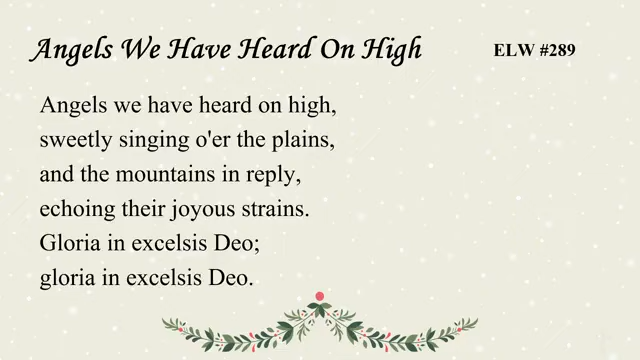 Angels We Have Heard On High
ELW #289
Angels we have heard on high,
sweetly singing o'er the plains,
and the mountains in reply,
echoing their joyous strains.
Gloria in excelsis Deo;
gloria in excelsis Deo.